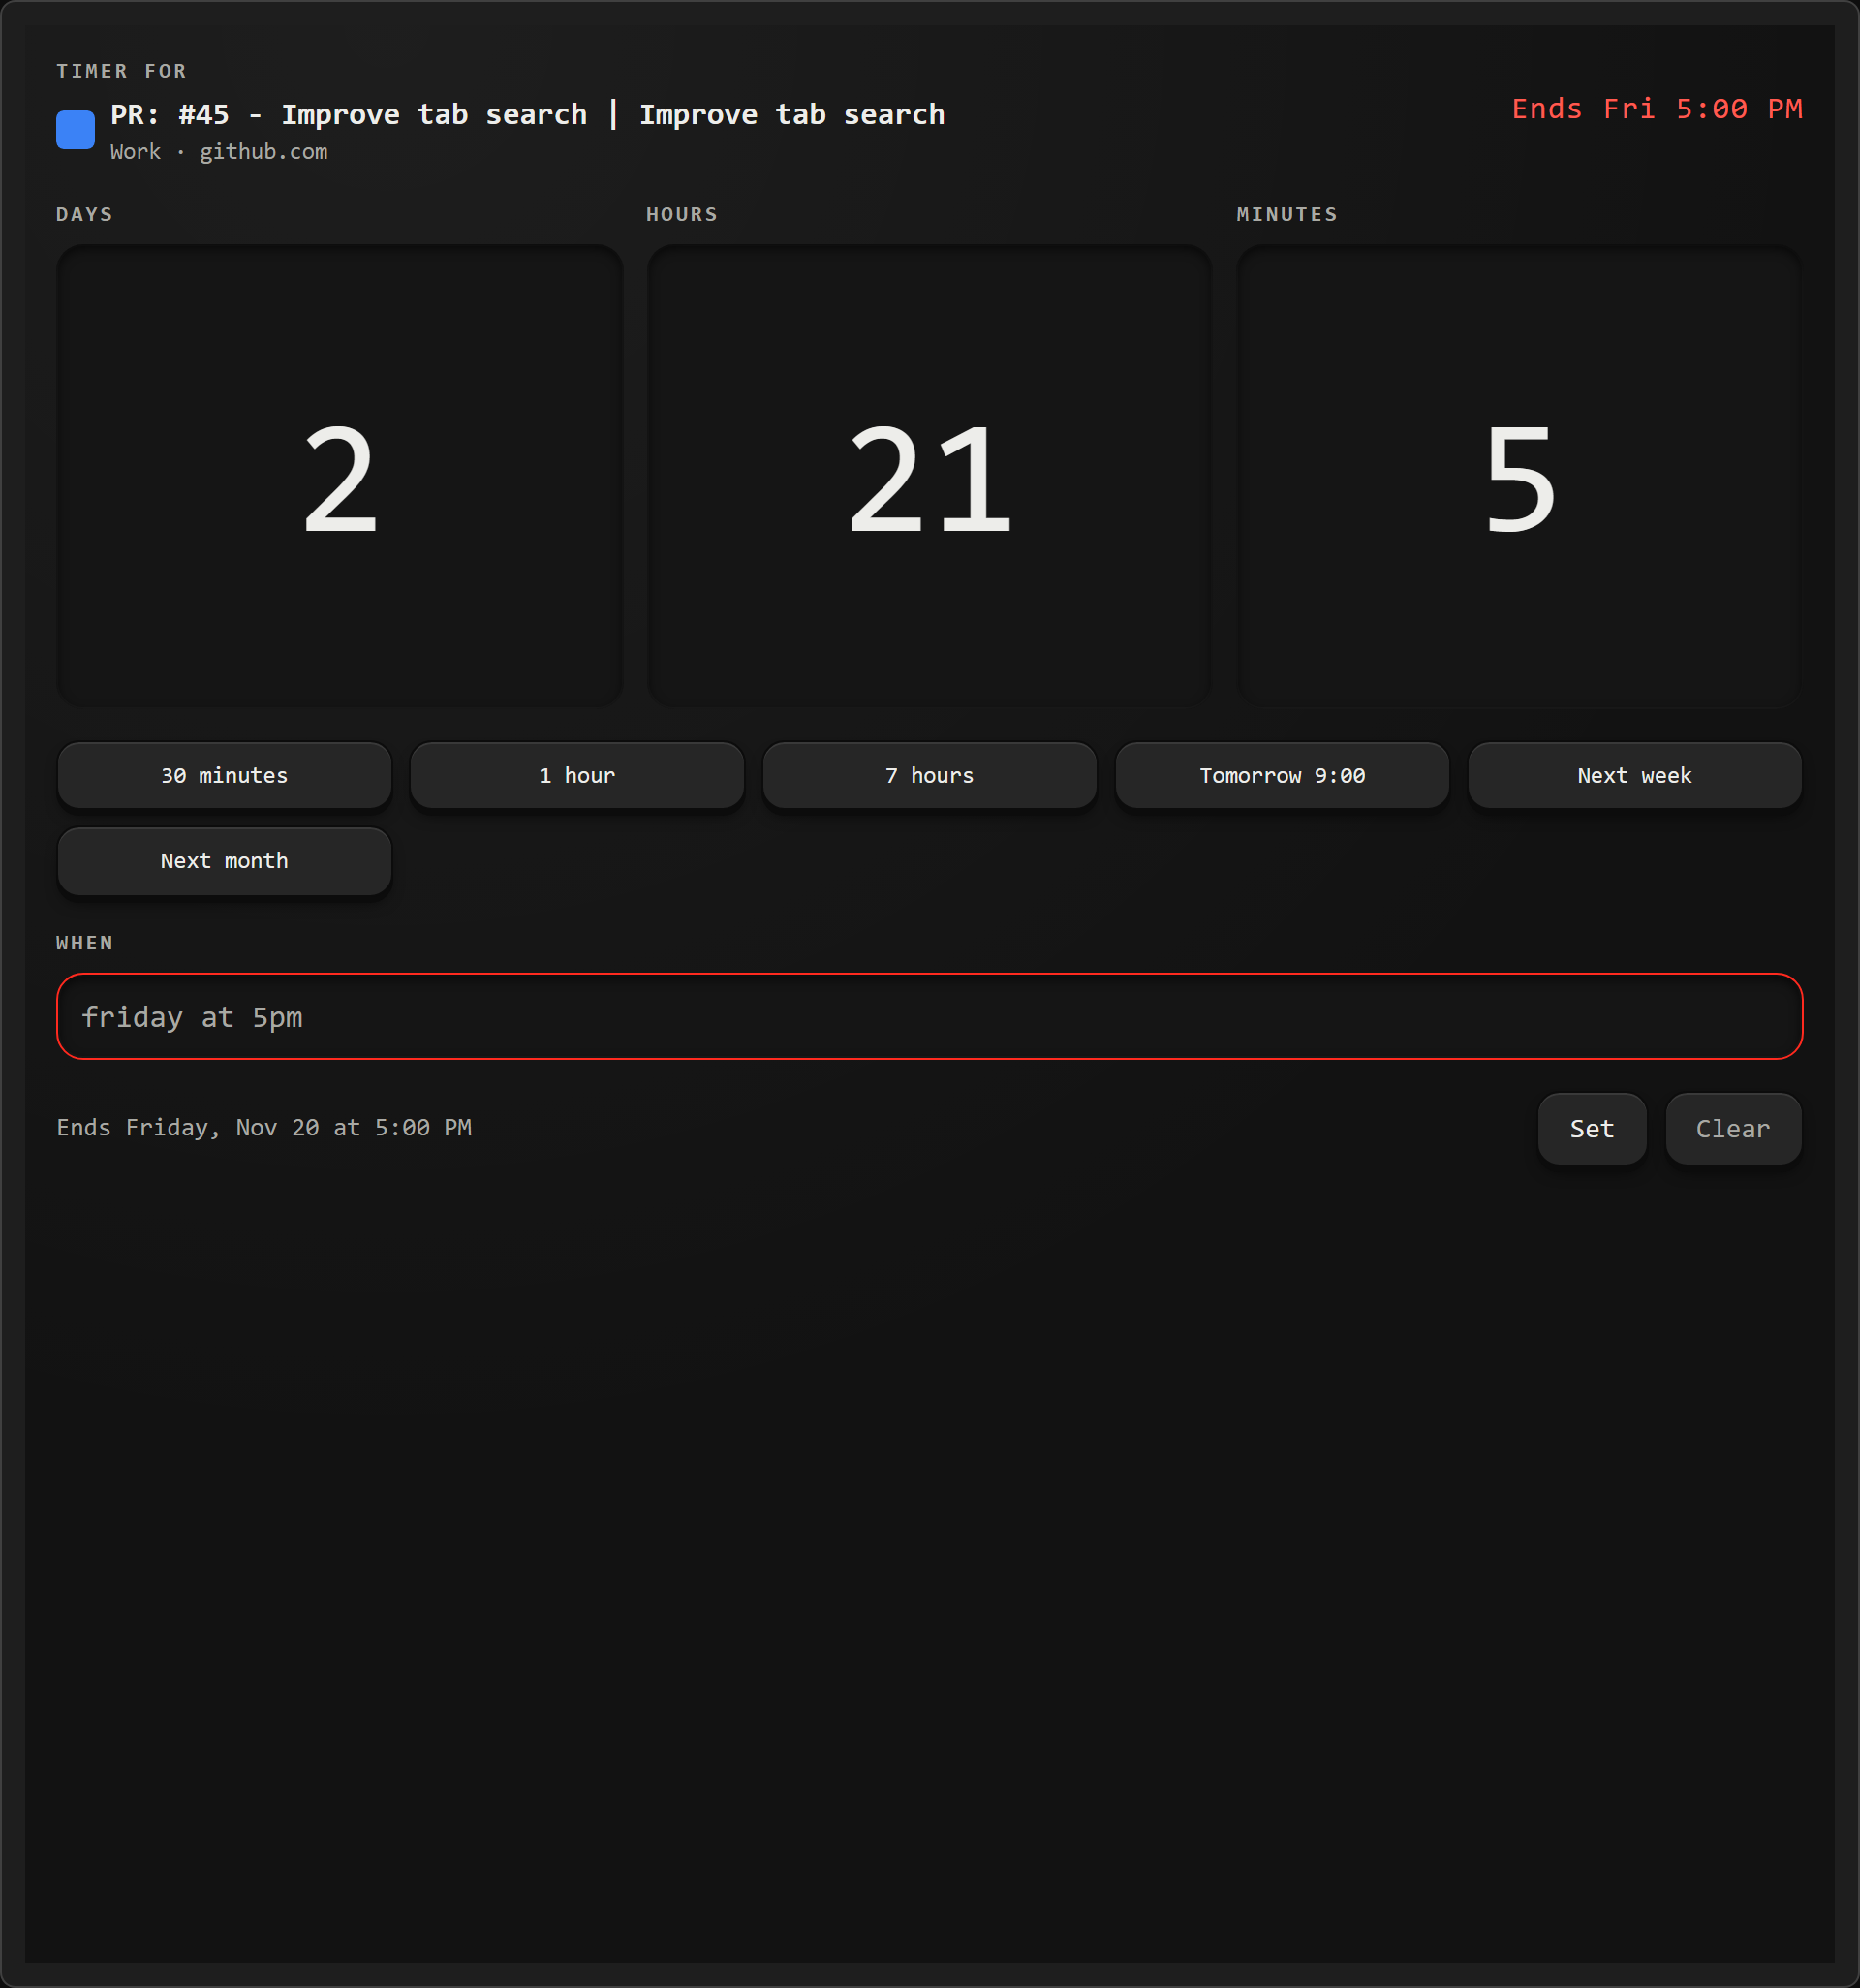 TIMER FOR
PR: #45 - Improve tab search | Improve tab search
Work · github.com
Ends Fri 5:00 PM
DAYS
HOURS
MINUTES
2
21
5
30 minutes
1 hour
7 hours
Tomorrow 9:00
Next week
Next month
WHEN
friday at 5pm
Ends Friday, Nov 20 at 5:00 PM
Set
Clear